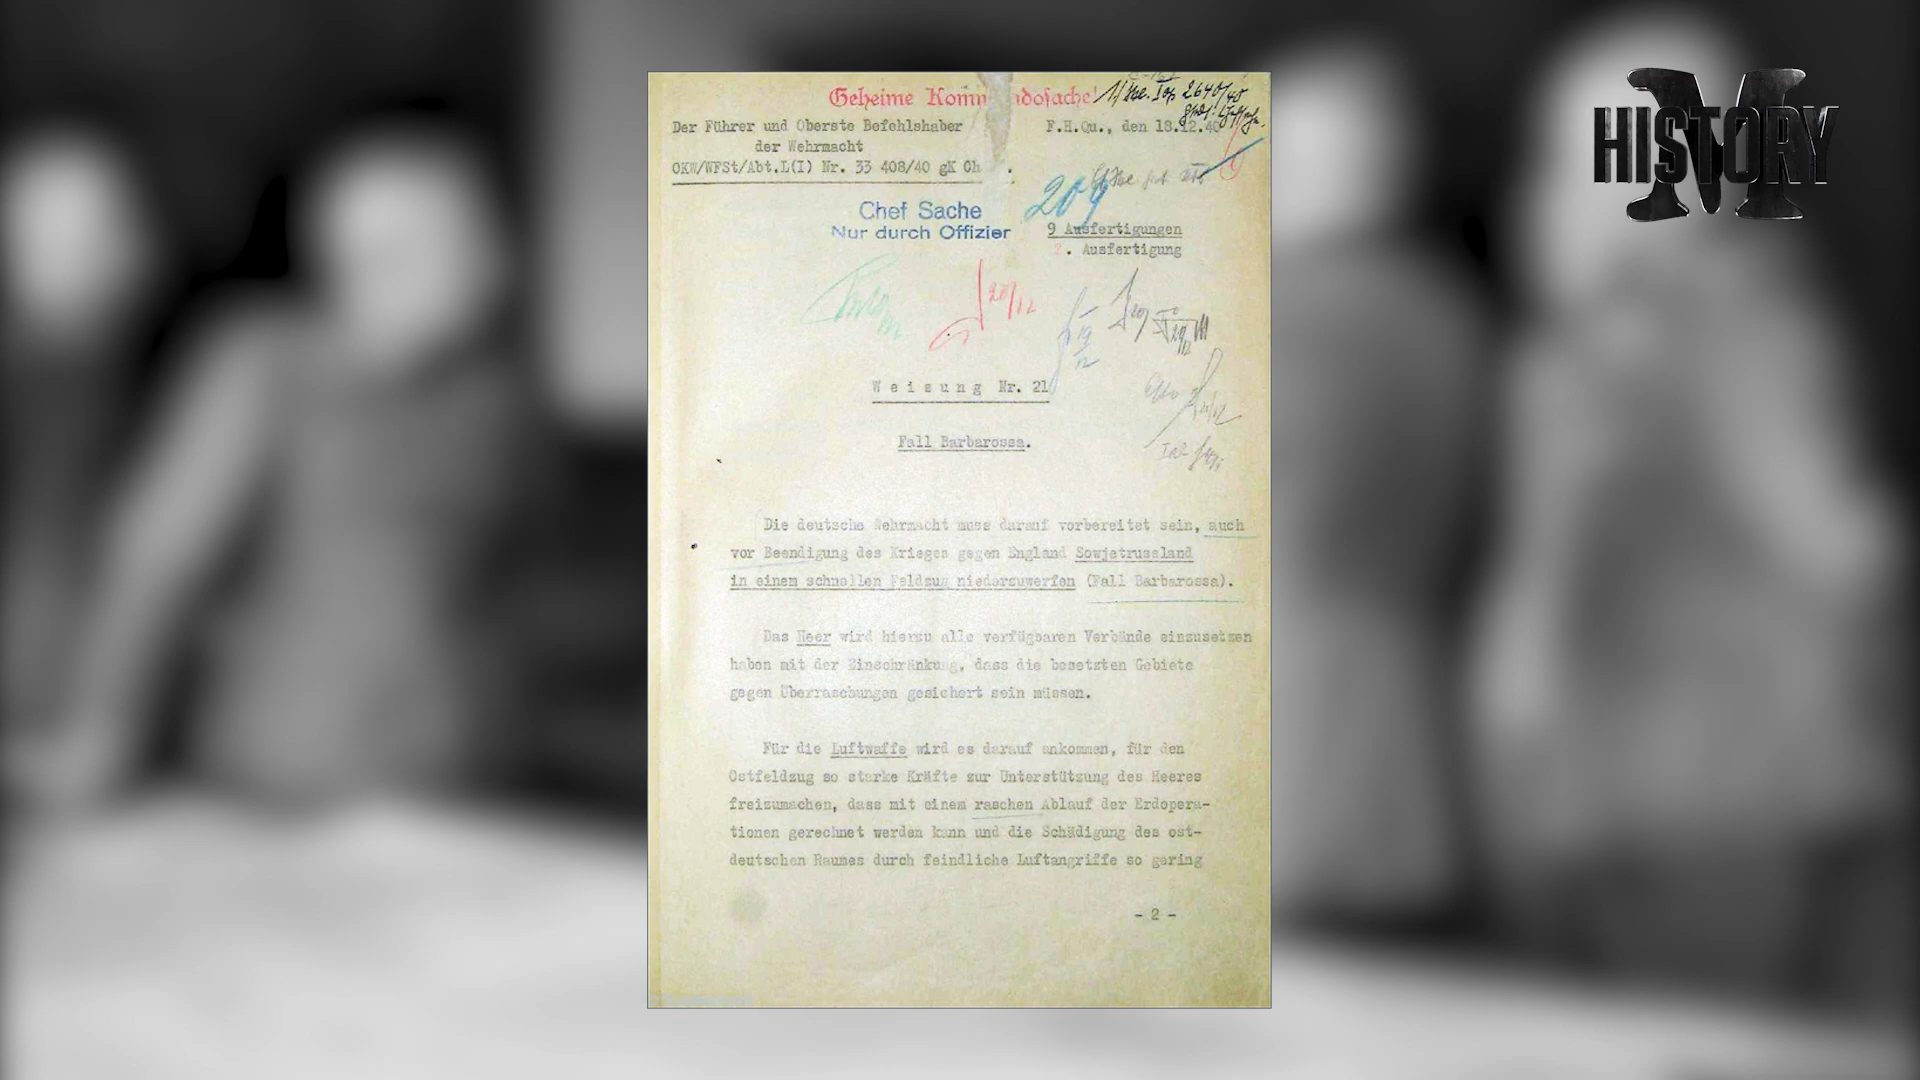 Geheime Kommandosache!
Der Führer und Oberste Befehlshaber
der Wehrmacht
OKW/WFSt/Abt.L(I) Nr. 33 408/40 gK Ch .
F.H.Qu., den 18.12.40
Chef Sache
Nur durch Offizier
209
9 Ausfertigungen
2. Ausfertigung
Weisung Nr. 21
Fall Barbarossa.
Die deutsche Wehrmacht muss darauf vorbereitet sein, auch
vor Beendigung des Krieges gegen England Sowjetrussland
in einem schnellen Feldzug niederzuwerfen (Fall Barbarossa).
Das Heer wird hierzu alle verfügbaren Verbände einzusetzen
haben mit der Einschränkung, dass die besetzten Gebiete
gegen Überraschungen gesichert sein müssen.
Für die Luftwaffe wird es darauf ankommen, für den
Ostfeldzug so starke Kräfte zur Unterstützung des Heeres
freizumachen, dass mit einem raschen Ablauf der Erdopera-
tionen gerechnet werden kann und die Schädigung des ost-
deutschen Raumes durch feindliche Luftangriffe so gering
- 2 -
M
HISTORY